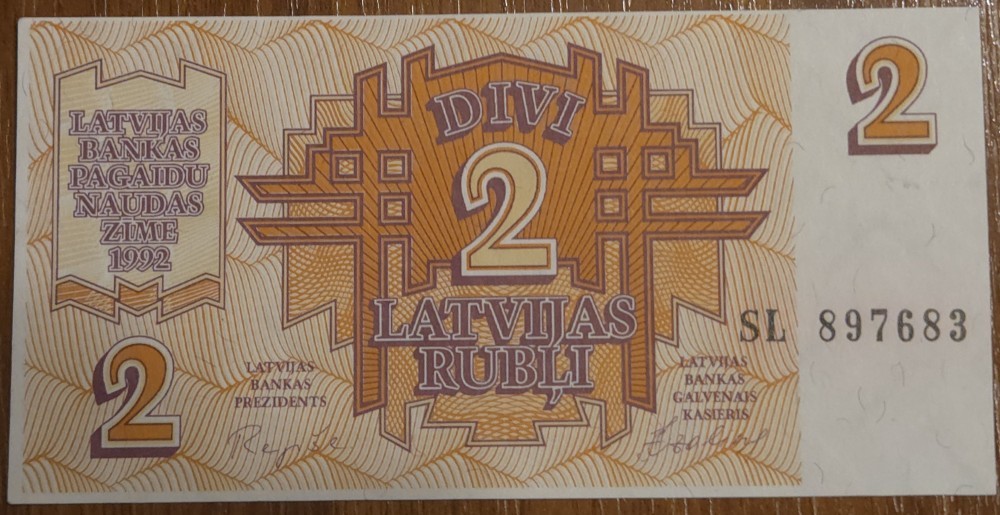 LATVIJAS
BANKAS
PAGAIDU
NAUDAS
ZĪME
1992
DIVI
2
LATVIJAS
RUBĻI
2
SL 897683
2
LATVIJAS
BANKAS
PREZIDENTS
LATVIJAS
BANKAS
GALVENAIS
KASIERIS